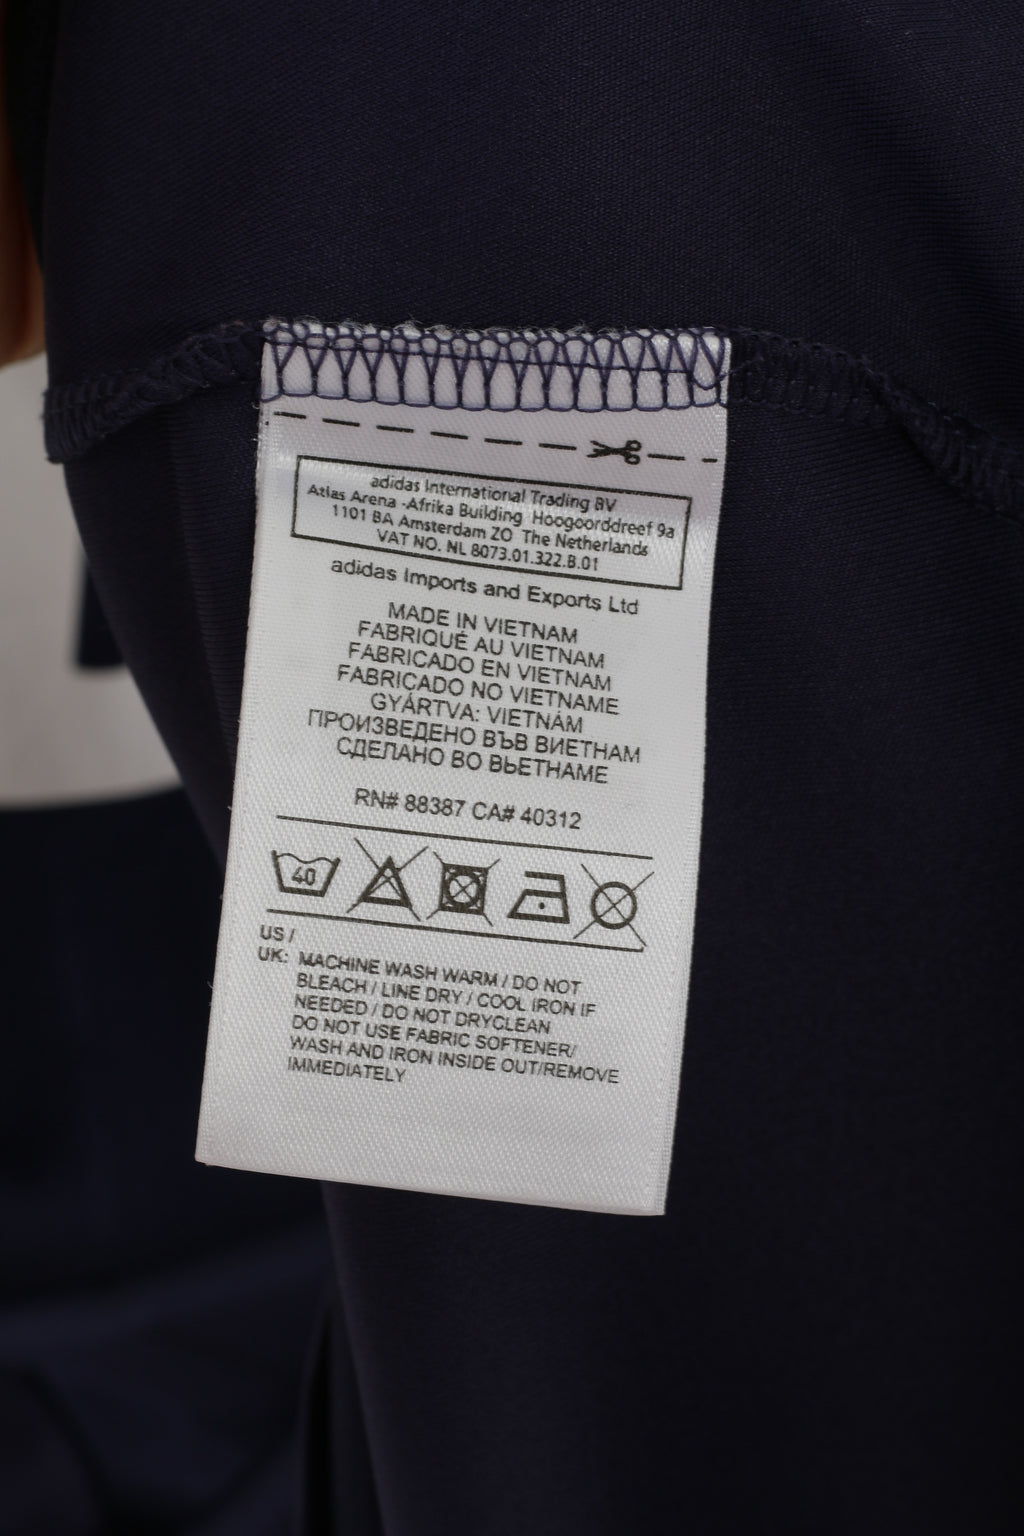 adidas International Trading BV
Atlas Arena -Afrika Building Hoogoorddreef 9a
1101 BA Amsterdam ZO The Netherlands
VAT NO. NL 8073.01.322.B.01
adidas Imports and Exports Ltd
MADE IN VIETNAM
FABRIQUÉ AU VIETNAM
FABRICADO EN VIETNAM
FABRICADO NO VIETNAME
GYÁRTVA: VIETNÁM
ПРОИЗВЕДЕНО ВЪВ ВИЕТНАМ
СДЕЛАНО ВО ВЬЕТНАМЕ
RN# 88387 CA# 40312
40
US /
UK: MACHINE WASH WARM / DO NOT
BLEACH / LINE DRY / COOL IRON IF
NEEDED / DO NOT DRYCLEAN
DO NOT USE FABRIC SOFTENER/
WASH AND IRON INSIDE OUT/REMOVE
IMMEDIATELY